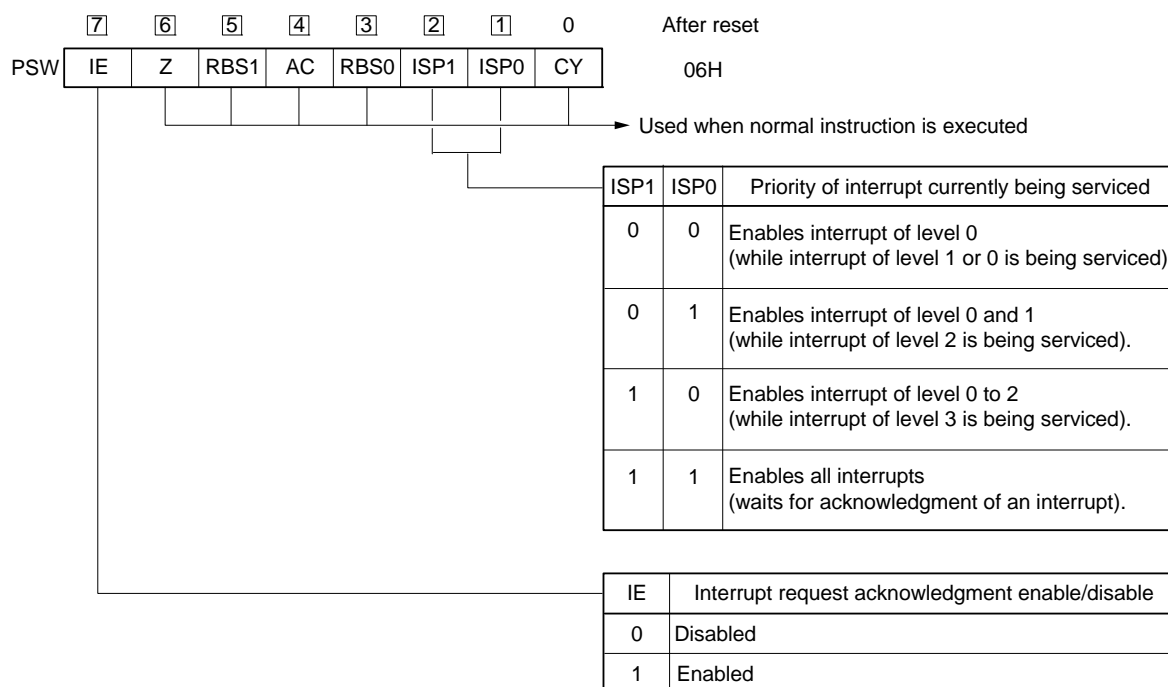 7 6 5 4 3 2 1 0 After reset
PSW IE Z RBS1 AC RBS0 ISP1 ISP0 CY 06H
Used when normal instruction is executed
ISP1 ISP0 Priority of interrupt currently being serviced
0 0 Enables interrupt of level 0
(while interrupt of level 1 or 0 is being serviced)
0 1 Enables interrupt of level 0 and 1
(while interrupt of level 2 is being serviced).
1 0 Enables interrupt of level 0 to 2
(while interrupt of level 3 is being serviced).
1 1 Enables all interrupts
(waits for acknowledgment of an interrupt).
IE Interrupt request acknowledgment enable/disable
0 Disabled
1 Enabled